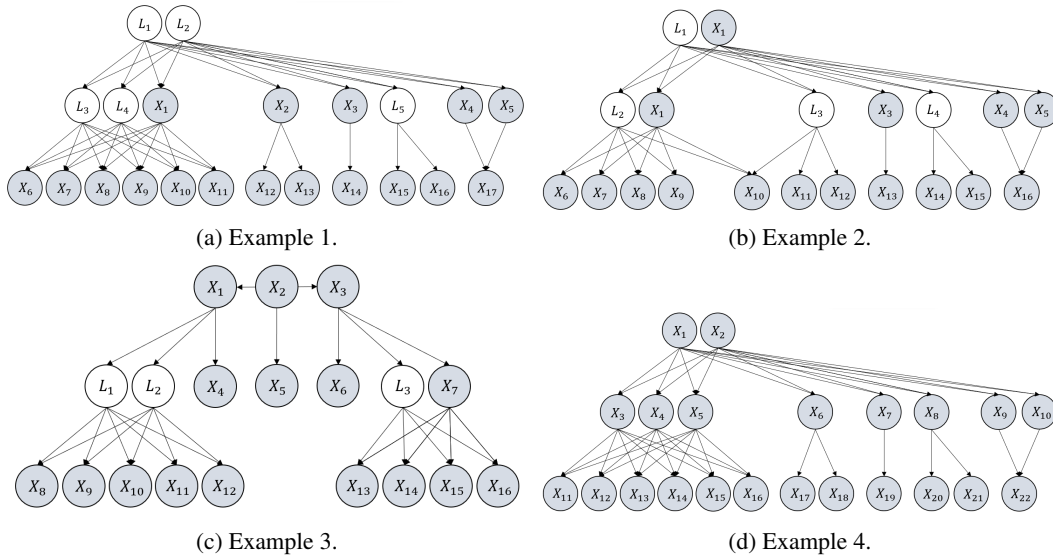 L₁ L₂
L₃ L₄ X₁ X₂ X₃ L₅ X₄ X₅
X₆ X₇ X₈ X₉ X₁₀ X₁₁ X₁₂ X₁₃ X₁₄ X₁₅ X₁₆ X₁₇
(a) Example 1.
L₁ X₁
L₂ X₁ L₃ X₃ L₄ X₄ X₅
X₆ X₇ X₈ X₉ X₁₀ X₁₁ X₁₂ X₁₃ X₁₄ X₁₅ X₁₆
(b) Example 2.
X₁ X₂ X₃
L₁ L₂ X₄ X₅ X₆ L₃ X₇
X₈ X₉ X₁₀ X₁₁ X₁₂ X₁₃ X₁₄ X₁₅ X₁₆
(c) Example 3.
X₁ X₂
X₃ X₄ X₅ X₆ X₇ X₈ X₉ X₁₀
X₁₁ X₁₂ X₁₃ X₁₄ X₁₅ X₁₆ X₁₇ X₁₈ X₁₉ X₂₀ X₂₁ X₂₂
(d) Example 4.